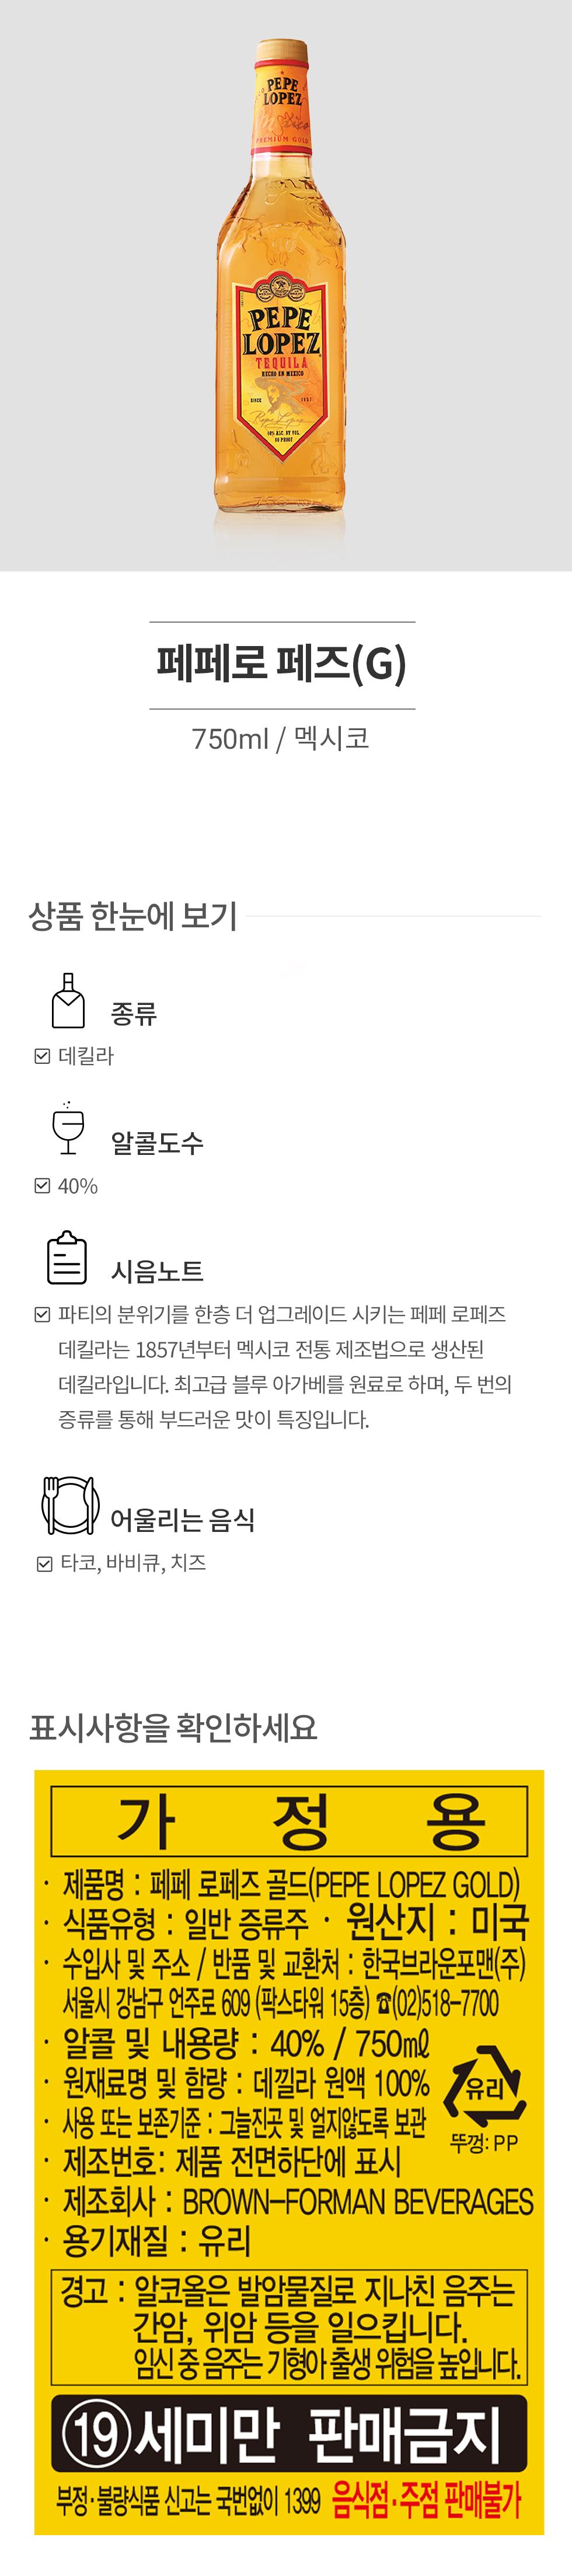 PEPE
LOPEZ
PREMIUM GOLD
PEPE
LOPEZ
TEQUILA
HECHO EN MEXICO
SINCE 1857
Pepe Lopez
40% ALC. BY VOL.
80 PROOF
페페로 페즈(G)
750ml / 멕시코
상품 한눈에 보기
종류
데킬라
알콜도수
40%
시음노트
파티의 분위기를 한층 더 업그레이드 시키는 페페 로페즈
데킬라는 1857년부터 멕시코 전통 제조법으로 생산된
데킬라입니다. 최고급 블루 아가베를 원료로 하며, 두 번의
증류를 통해 부드러운 맛이 특징입니다.
어울리는 음식
타코, 바비큐, 치즈
표시사항을 확인하세요
가 정 용
· 제품명 : 페페 로페즈 골드(PEPE LOPEZ GOLD)
· 식품유형 : 일반 증류주 · 원산지 : 미국
· 수입사 및 주소 / 반품 및 교환처 : 한국브라운포맨(주)
서울시 강남구 언주로 609 (팍스타워 15층) ☎(02)518-7700
· 알콜 및 내용량 : 40% / 750㎖
· 원재료명 및 함량 : 데낄라 원액 100%
유리
· 사용 또는 보존기준 : 그늘진곳 및 얼지않도록 보관
뚜껑: PP
· 제조번호: 제품 전면하단에 표시
· 제조회사 : BROWN-FORMAN BEVERAGES
· 용기재질 : 유리
경고 : 알코올은 발암물질로 지나친 음주는
간암, 위암 등을 일으킵니다.
임신 중 음주는 기형아 출생 위험을 높입니다.
⑲세미만 판매금지
부정·불량식품 신고는 국번없이 1399 음식점·주점 판매불가